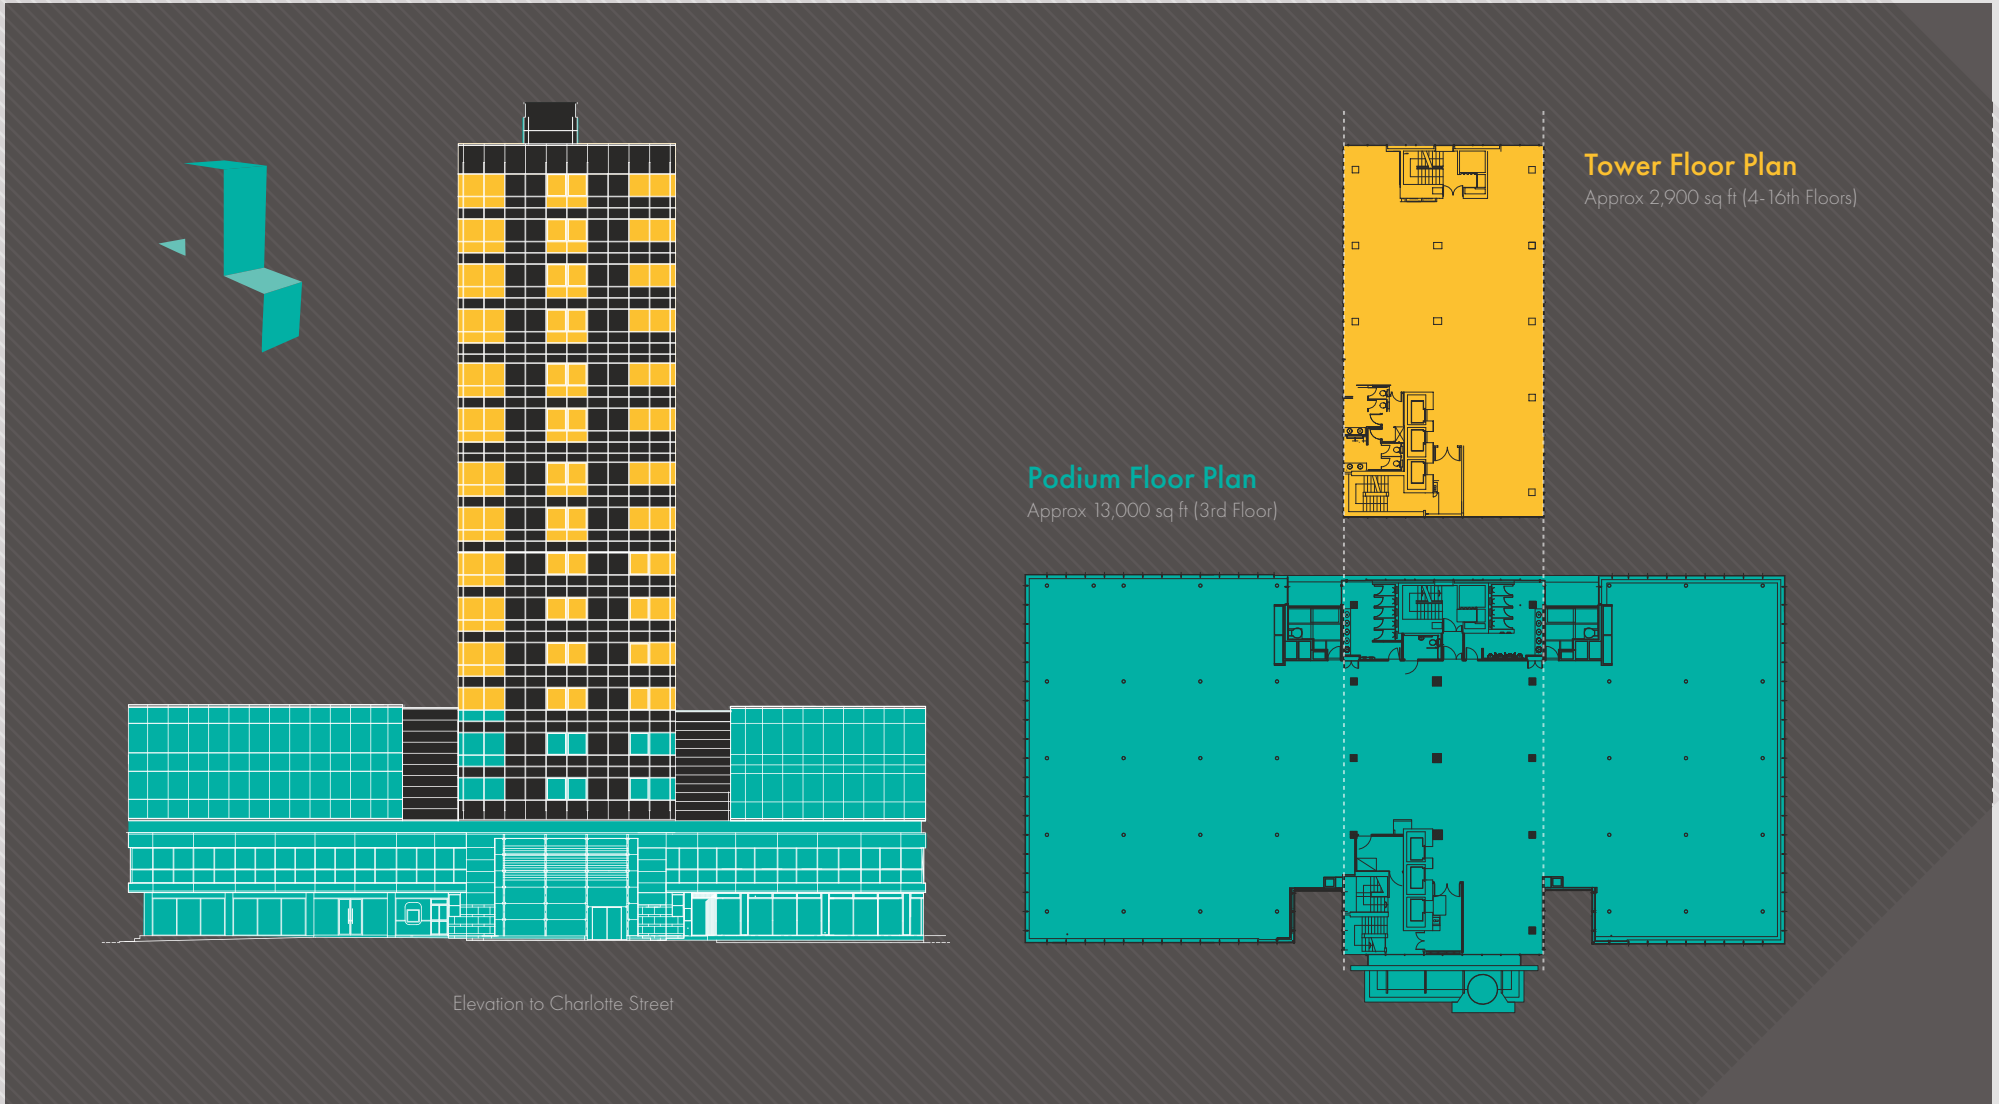 Tower Floor Plan
Approx 2,900 sq ft (4-16th Floors)
Podium Floor Plan
Approx 13,000 sq ft (3rd Floor)
Elevation to Charlotte Street